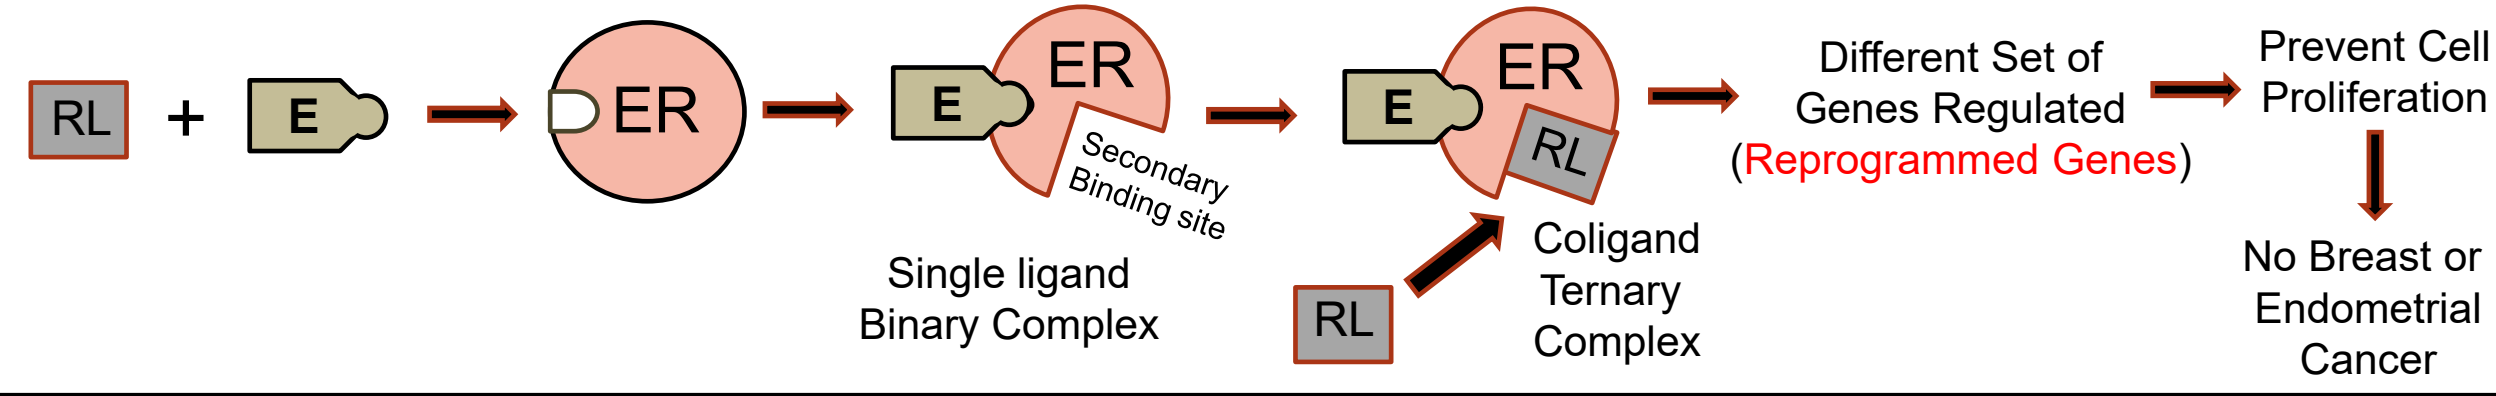 RL
+
E
ER
E
ER
Secondary
Binding site
Single ligand
Binary Complex
E
ER
RL
RL
Coligand
Ternary
Complex
Different Set of
Genes Regulated
(Reprogrammed Genes)
Prevent Cell
Proliferation
No Breast or
Endometrial
Cancer